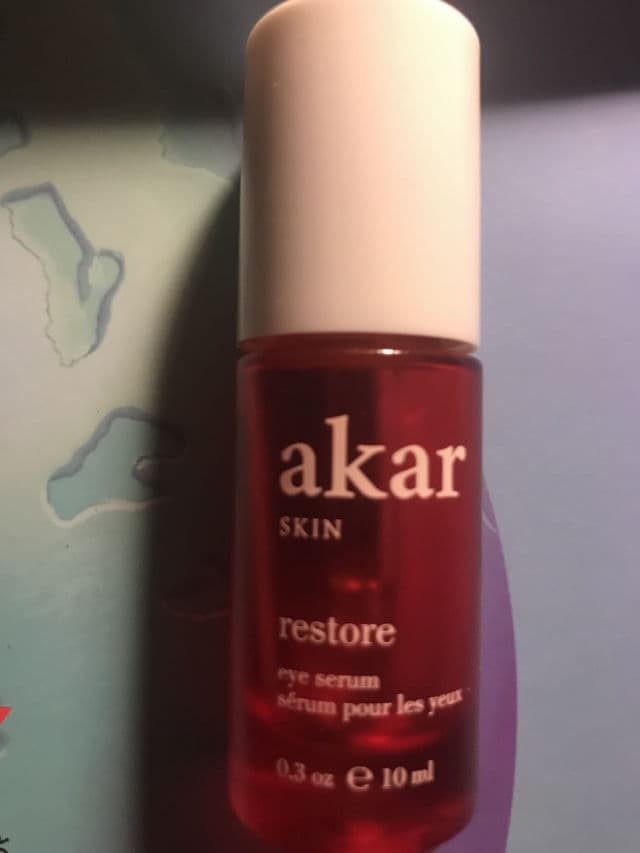 akar
SKIN
restore
eye serum
sérum pour les yeux
0.3 oz ℮ 10 ml